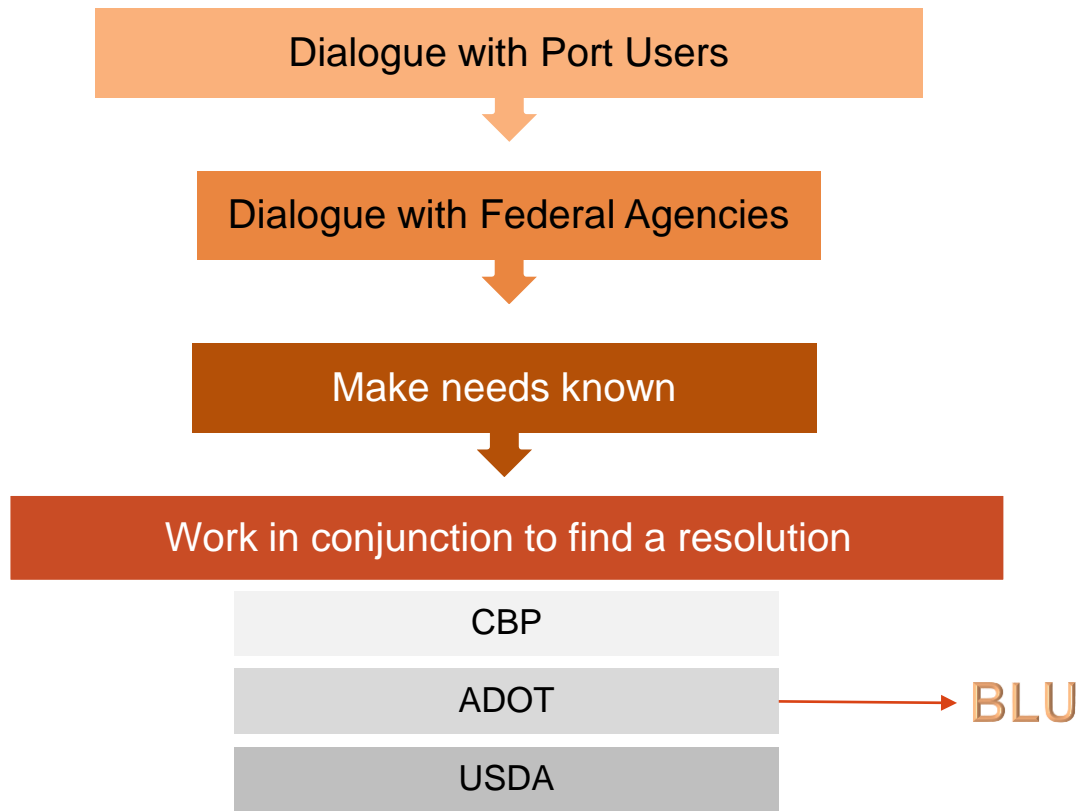 Dialogue with Port Users
Dialogue with Federal Agencies
Make needs known
Work in conjunction to find a resolution
CBP
ADOT
BLU
USDA